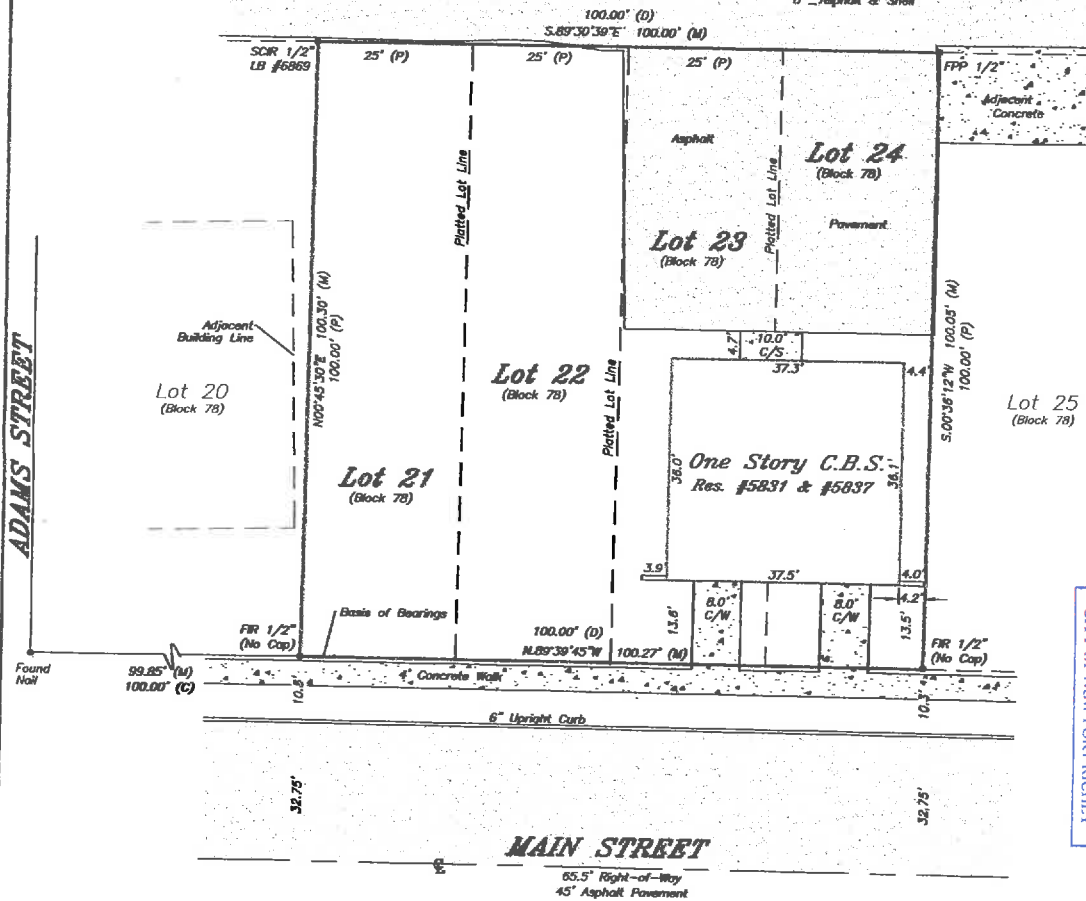 Asphalt & Shell
100.00' (D)
S.89°30'39"E 100.00' (M)
SCIR 1/2"
LB #6869
25' (P)
25' (P)
25' (P)
FPP 1/2"
Adjacent
Concrete
Asphalt
Lot 24
(Block 78)
Platted Lot Line
Platted Lot Line
Pavement
Lot 23
(Block 78)
Adjacent
Building Line
N00°45'30"E 100.30' (M)
100.00' (P)
S.00°36'12"W 100.05' (M)
100.00' (P)
4.7'
10.0'
C/S
37.3'
4.4'
ADAMS STREET
Lot 20
(Block 78)
Lot 22
(Block 78)
Platted Lot Line
Lot 25
(Block 78)
Lot 21
(Block 78)
36.0'
One Story C.B.S.
Res. #5831 & #5837
36.1'
3.9'
37.5'
4.0'
4.2'
13.6'
8.0'
C/W
8.0'
C/W
13.5'
Basis of Bearings
FIR 1/2"
(No Cap)
100.00' (D)
N.89°39'45"W 100.27' (M)
FIR 1/2"
(No Cap)
Found
Nail
99.85' (M)
100.00' (C)
4' Concrete Walk
10.8'
10.3'
6" Upright Curb
32.75'
32.75'
MAIN STREET
65.5' Right-of-Way
45' Asphalt Pavement